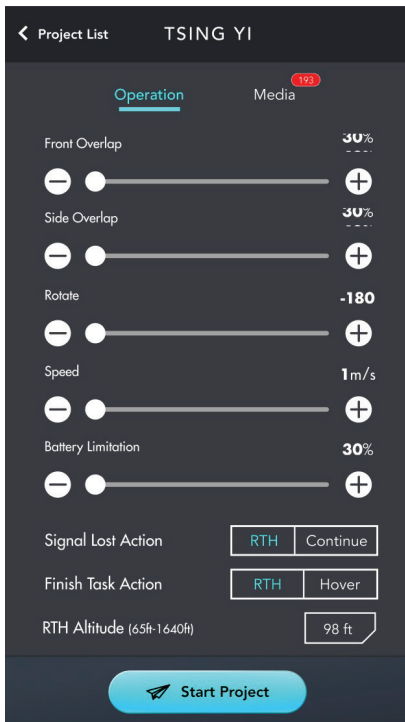 Project List TSING YI
193
Operation Media
Front Overlap 30%
Side Overlap 30%
Rotate -180
Speed 1m/s
Battery Limitation 30%
Signal Lost Action RTH Continue
Finish Task Action RTH Hover
RTH Altitude (65ft-1640ft) 98 ft
Start Project